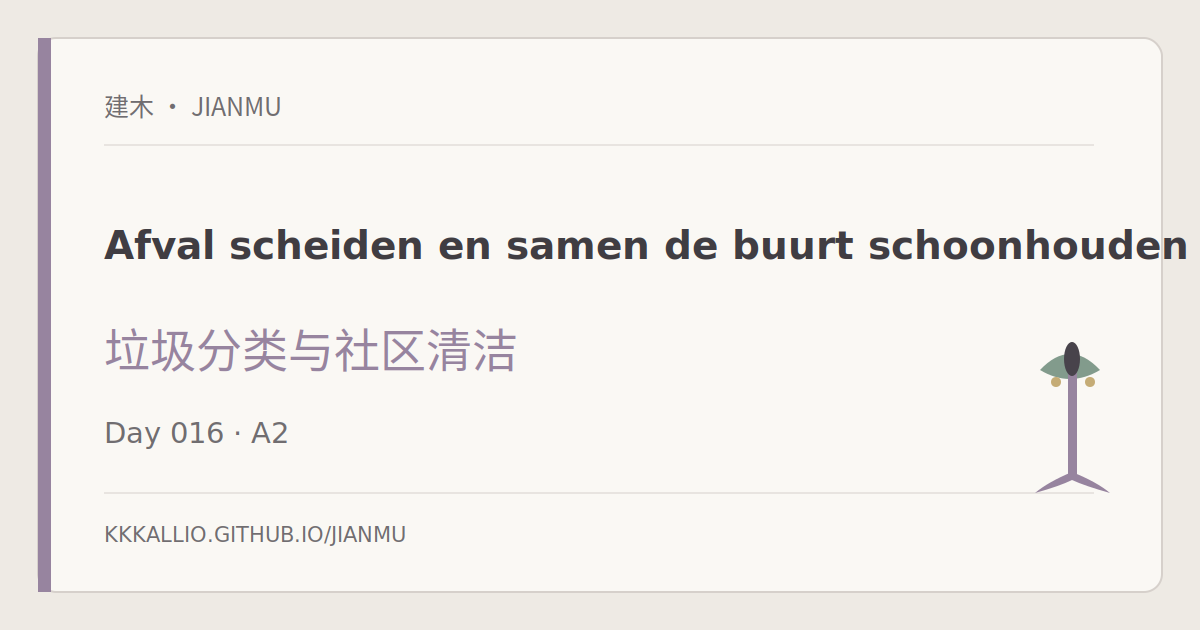 建木 · JIANMU
Afval scheiden en samen de buurt schoonhouden
垃圾分类与社区清洁
Day 016 · A2
KKKALLIO.GITHUB.IO/JIANMU